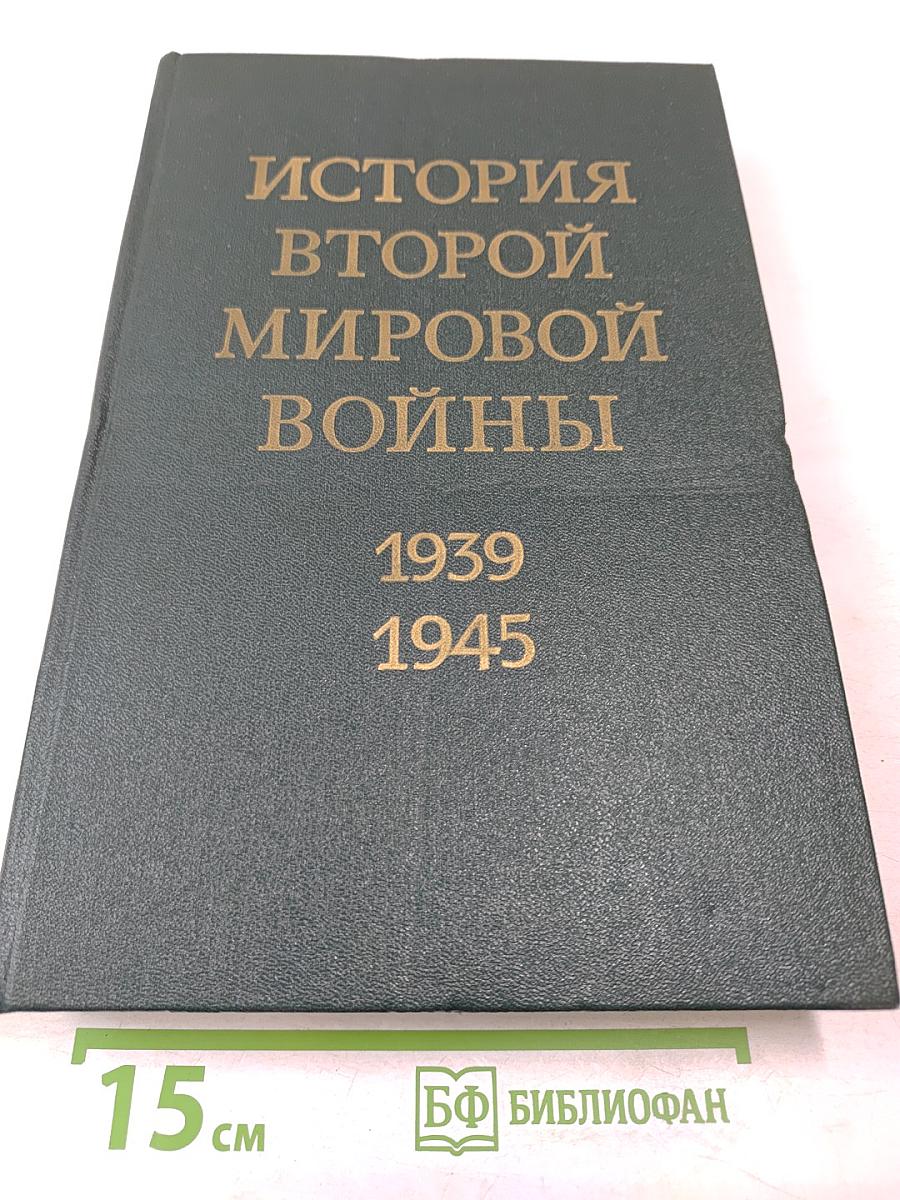 ИСТОРИЯ
ВТОРОЙ
МИРОВОЙ
ВОЙНЫ
1939
1945
15 см
БФ БИБЛИОФАН